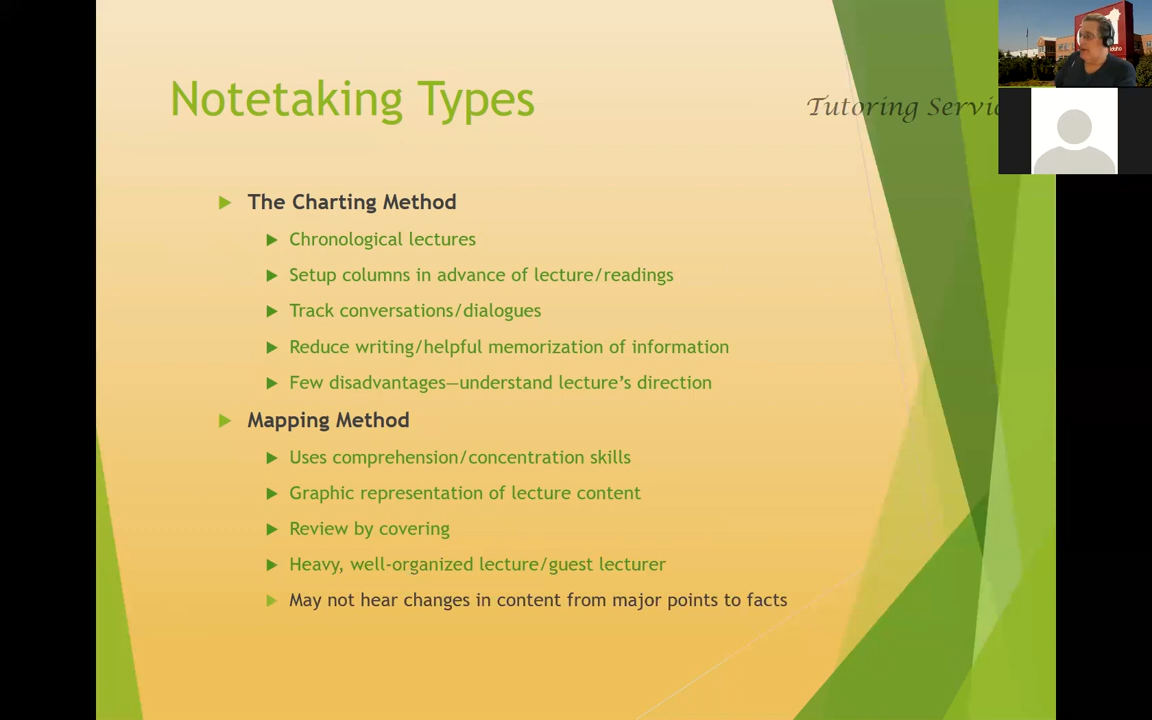 Notetaking Types
Tutoring
The Charting Method
Chronological lectures
Setup columns in advance of lecture/readings
Track conversations/dialogues
Reduce writing/helpful memorization of information
Few disadvantages—understand lecture’s direction
Mapping Method
Uses comprehension/concentration skills
Graphic representation of lecture content
Review by covering
Heavy, well-organized lecture/guest lecturer
May not hear changes in content from major points to facts